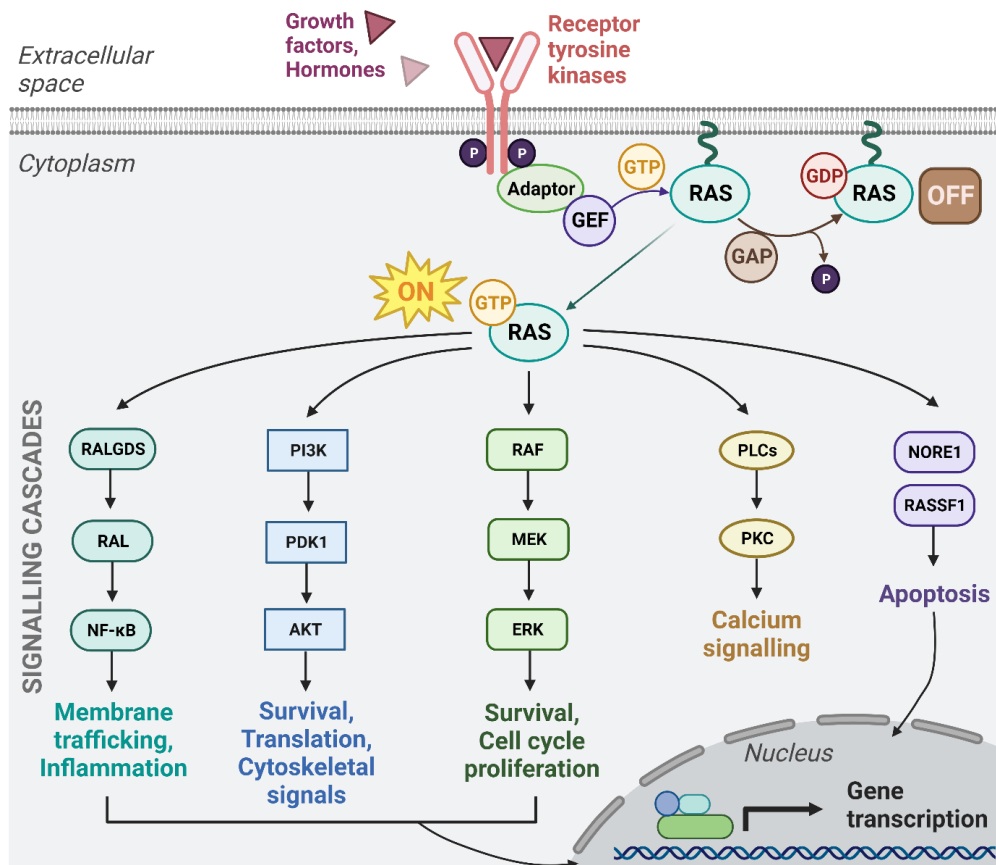 Growth
factors,
Hormones
Receptor
tyrosine
kinases
Extracellular
space
Cytoplasm
P
P
Adaptor
GEF
GTP
RAS
GAP
P
GDP
RAS
OFF
ON
GTP
RAS
SIGNALLING CASCADES
RALGDS
RAL
NF-κB
Membrane
trafficking,
Inflammation
PI3K
PDK1
AKT
Survival,
Translation,
Cytoskeletal
signals
RAF
MEK
ERK
Survival,
Cell cycle
proliferation
PLCs
PKC
Calcium
signalling
NORE1
RASSF1
Apoptosis
Nucleus
Gene
transcription